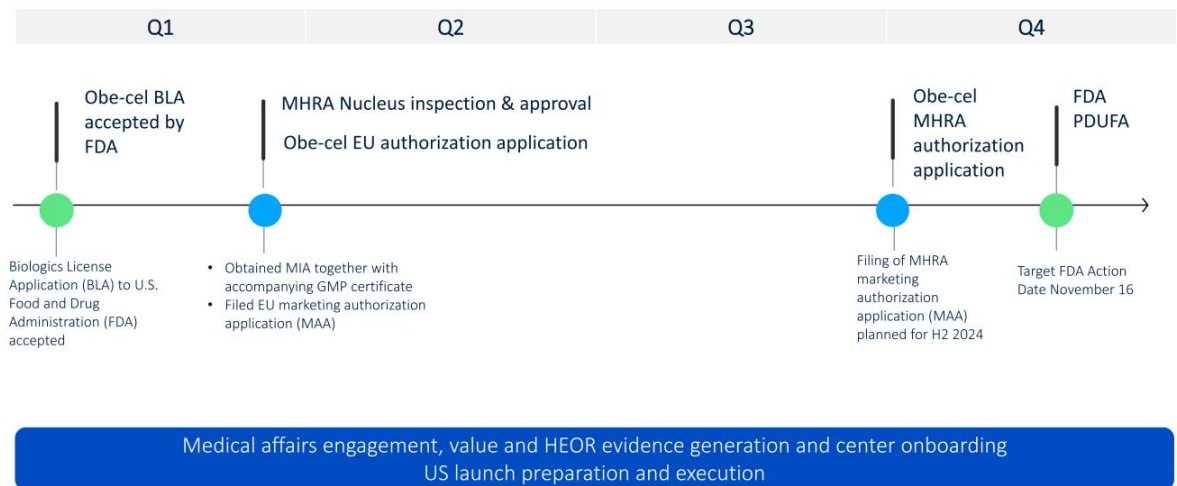 Q1
Q2
Q3
Q4
Obe-cel BLA
accepted by
FDA
MHRA Nucleus inspection & approval
Obe-cel EU authorization application
Obe-cel
MHRA
authorization
application
FDA
PDUFA
Biologics License
Application (BLA) to U.S.
Food and Drug
Administration (FDA)
accepted
• Obtained MIA together with
accompanying GMP certificate
• Filed EU marketing authorization
application (MAA)
Filing of MHRA
marketing
authorization
application (MAA)
planned for H2 2024
Target FDA Action
Date November 16
Medical affairs engagement, value and HEOR evidence generation and center onboarding
US launch preparation and execution